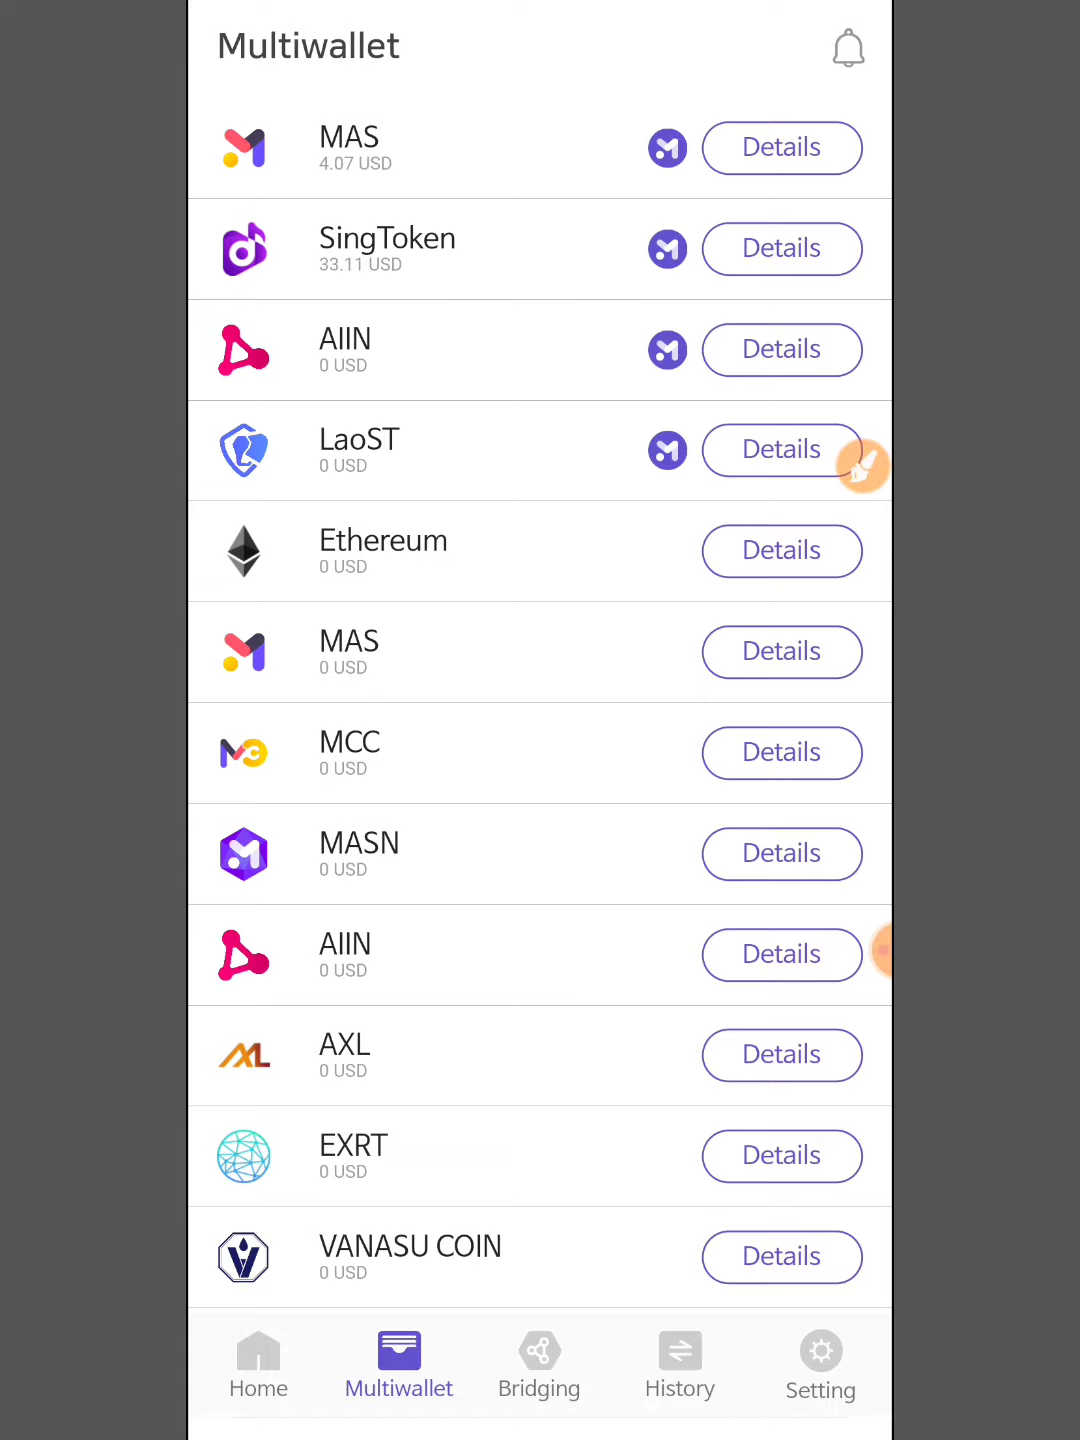 Multiwallet
MAS
4.07 USD
Details
SingToken
33.11 USD
Details
AIIN
0 USD
Details
LaoST
0 USD
Details
Ethereum
0 USD
Details
MAS
0 USD
Details
MCC
0 USD
Details
MASN
0 USD
Details
AIIN
0 USD
Details
AXL
0 USD
Details
EXRT
0 USD
Details
VANASU COIN
0 USD
Details
Home
Multiwallet
Bridging
History
Setting